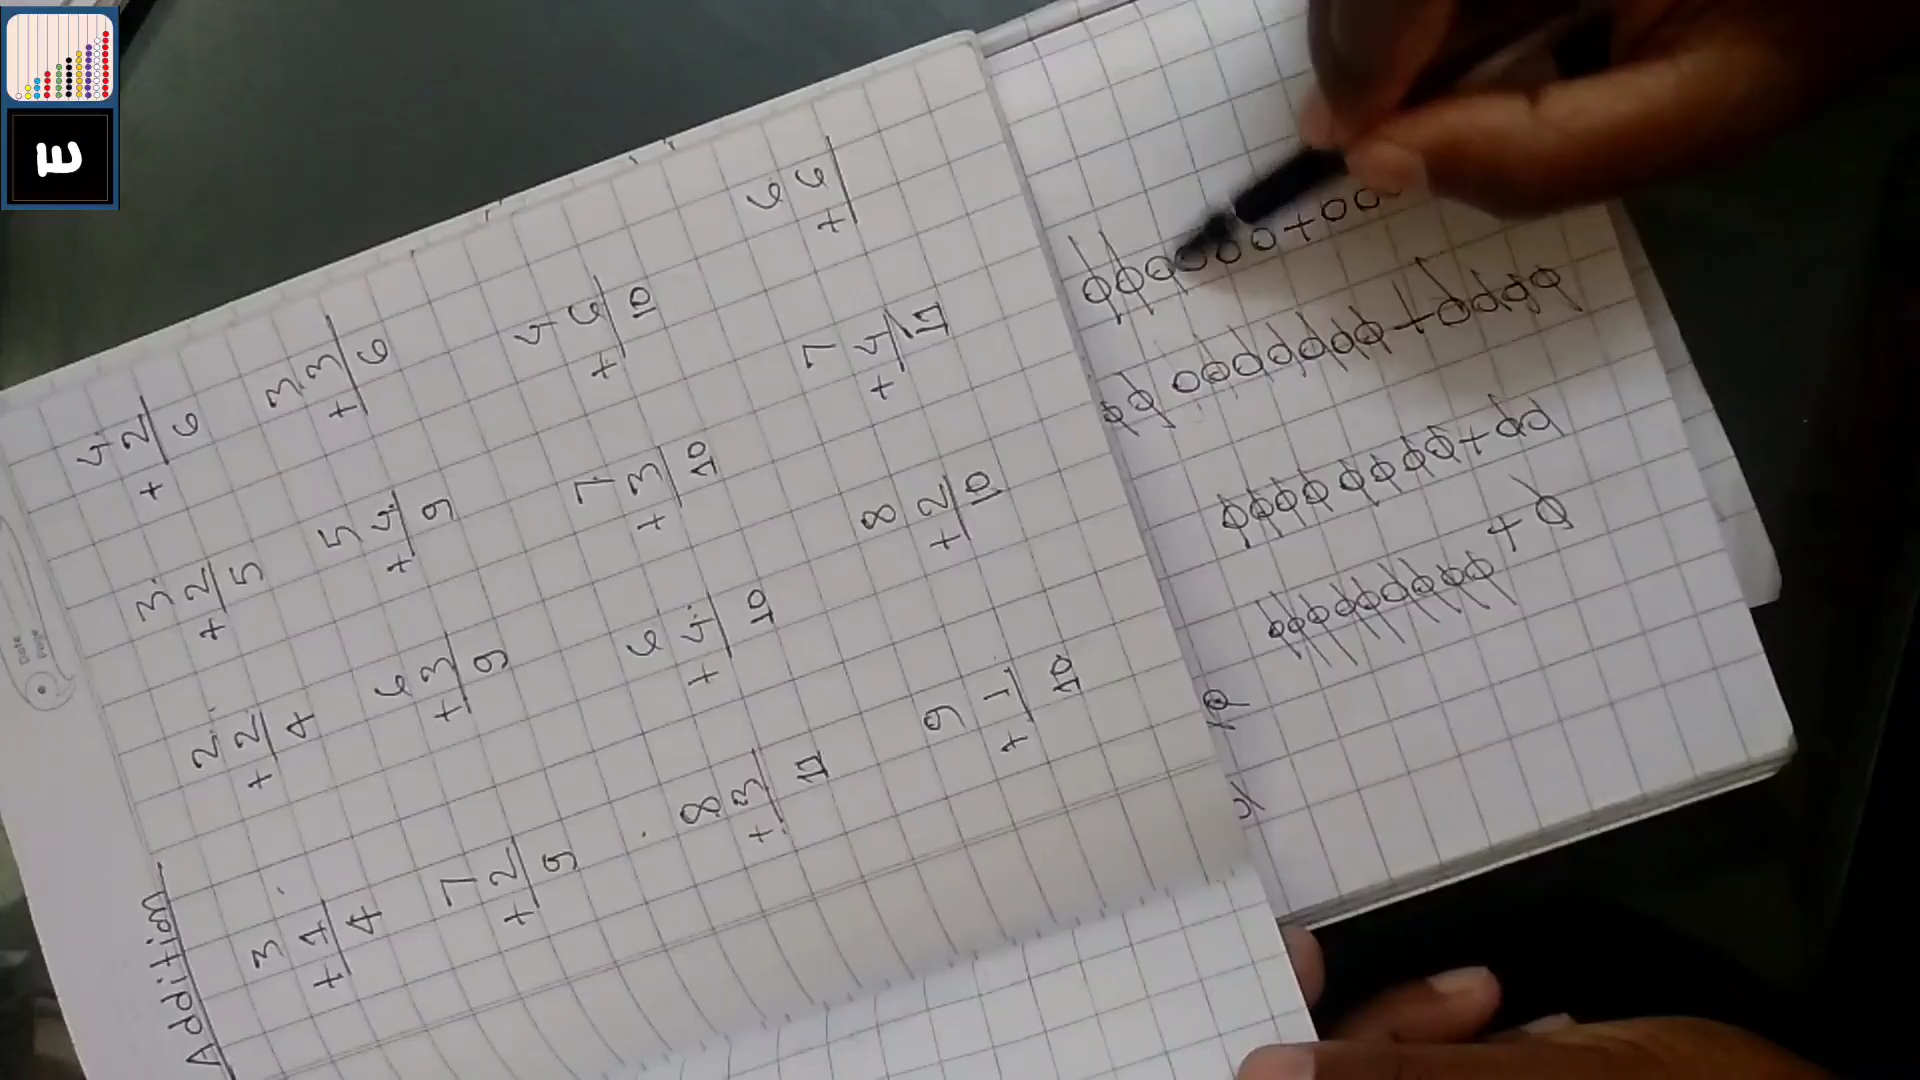 Date
Page
Addition
3 2 3 4
+1 +2 +2 +2
4 4 5 6
7 6 5 3
+2 +3 +4 +3
9 9 9 6
8 6 7 4
+3 +4 +3 +6
11 10 10 10
9 8 7 6
+1 +2 +4 +6
10 10 11